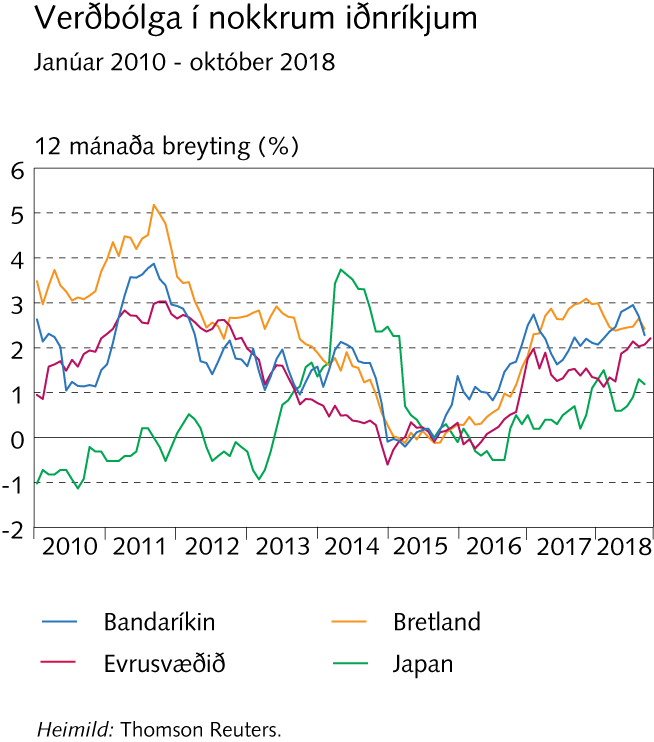 Verðbólga í nokkrum iðnríkjum
Janúar 2010 - október 2018
12 mánaða breyting (%)
6
5
4
3
2
1
0
-1
-2
2010 2011 2012 2013 2014 2015 2016 2017 2018
Bandaríkin Bretland
Evrusvæðið Japan
Heimild: Thomson Reuters.